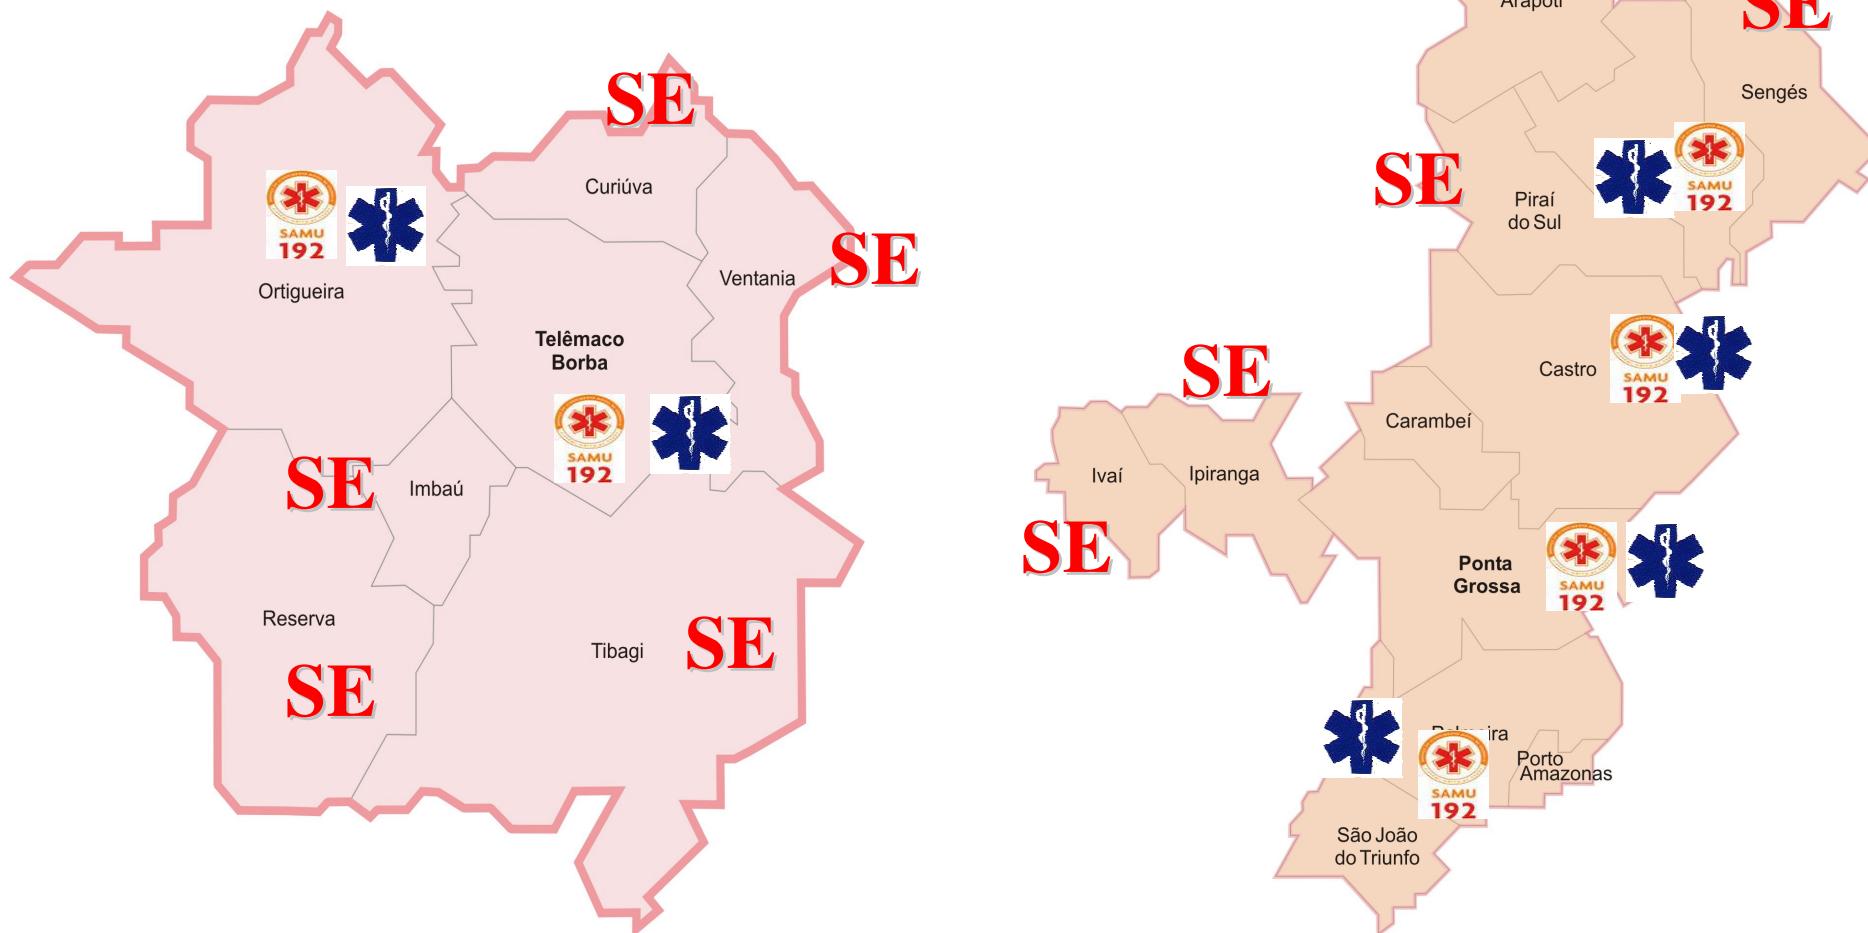 SE
Curiúva
SAMU
192
SE
Ventania
Ortigueira
Telêmaco
Borba
SAMU
192
SE
Imbaú
Reserva
SE
Tibagi
SE
Arapoti
SE
Sengés
SE
SAMU
192
Piraí
do Sul
SAMU
192
Castro
SE
Carambeí
Ivaí
Ipiranga
SE
Ponta
Grossa
SAMU
192
Palmeira
Porto
Amazonas
SAMU
192
São João
do Triunfo